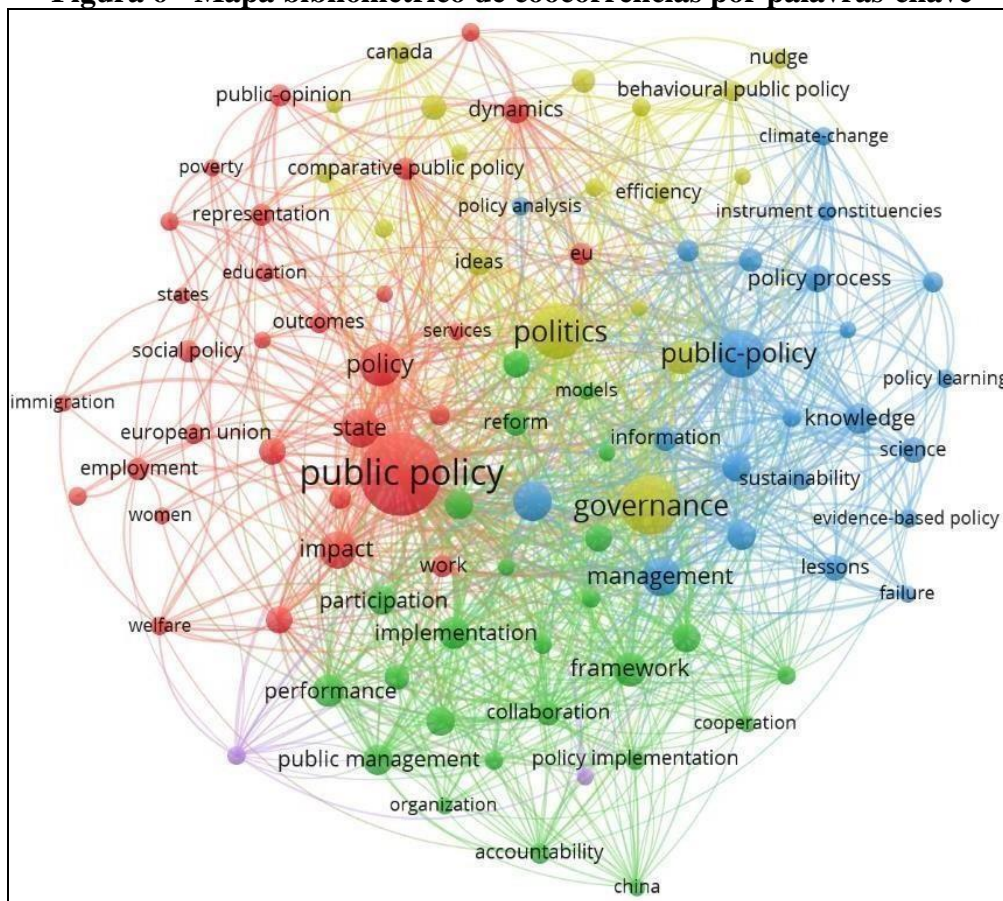 Figura 6 - Mapa bibliométrico de coocorrências por palavras-chave
canada
nudge
public-opinion
dynamics
behavioural public policy
climate-change
poverty
comparative public policy
representation
policy analysis
efficiency
instrument constituencies
education
ideas
eu
policy process
states
outcomes
services
politics
social policy
policy
public-policy
models
policy learning
immigration
european union
state
reform
information
knowledge
employment
public policy
sustainability
science
women
governance
evidence-based policy
impact
work
management
lessons
participation
failure
welfare
implementation
performance
framework
collaboration
cooperation
public management
policy implementation
organization
accountability
china